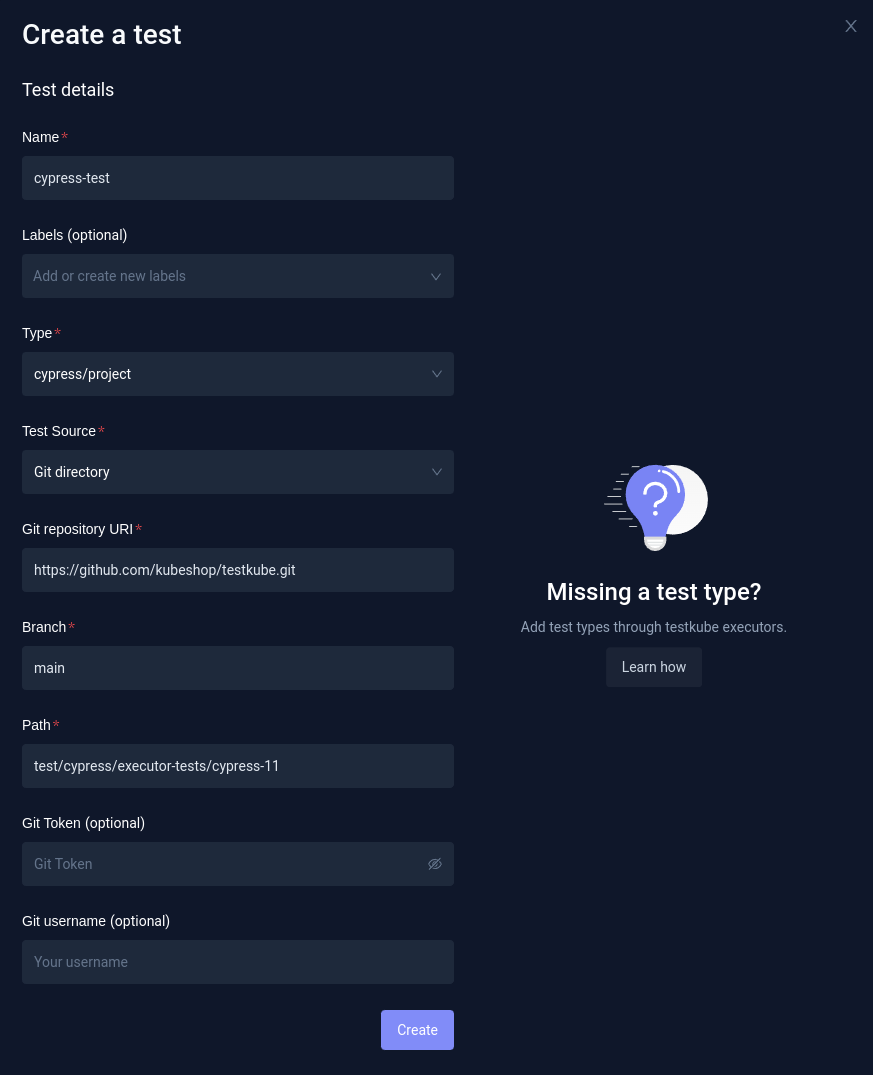 Create a test
Test details
Name*
cypress-test
Labels (optional)
Add or create new labels
Type*
cypress/project
Test Source*
Git directory
Git repository URI*
https://github.com/kubeshop/testkube.git
Branch*
main
Path*
test/cypress/executor-tests/cypress-11
Git Token (optional)
Git Token
Git username (optional)
Your username
Create
?
Missing a test type?
Add test types through testkube executors.
Learn how